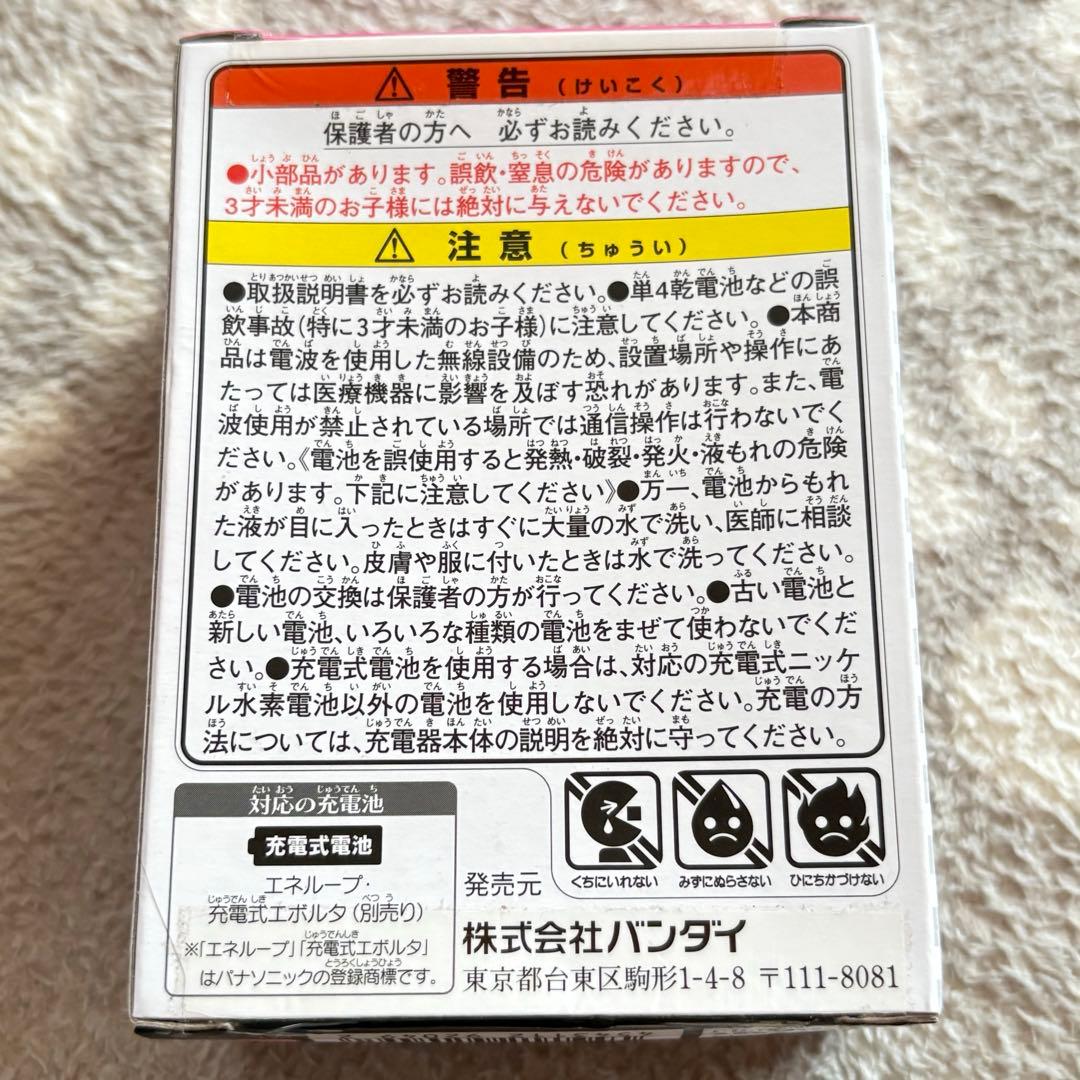 警告（けいこく）
保護者の方へ 必ずお読みください。
●小部品があります。誤飲・窒息の危険がありますので、
3才未満のお子様には絶対に与えないでください。
注意（ちゅうい）
●取扱説明書を必ずお読みください。●単4乾電池などの誤
飲事故(特に3才未満のお子様)に注意してください。●本商
品は電波を使用した無線設備のため、設置場所や操作にあ
たっては医療機器に影響を及ぼす恐れがあります。また、電
波使用が禁止されている場所では通信操作は行わないでく
ださい。《電池を誤使用すると発熱・破裂・発火・液もれの危険
があります。下記に注意してください》●万一、電池からもれ
た液が目に入ったときはすぐに大量の水で洗い、医師に相談
してください。皮膚や服に付いたときは水で洗ってください。
●電池の交換は保護者の方が行ってください。●古い電池と
新しい電池、いろいろな種類の電池をまぜて使わないでくだ
さい。●充電式電池を使用する場合は、対応の充電式ニッケ
ル水素電池以外の電池を使用しないでください。充電の方
法については、充電器本体の説明を絶対に守ってください。
対応の充電池
充電式電池
エネループ・
充電式エボルタ(別売り)
※「エネループ」「充電式エボルタ」
はパナソニックの登録商標です。
くちにいれない
みずにぬらさない
ひにちかづけない
発売元
株式会社バンダイ
東京都台東区駒形1-4-8 〒111-8081